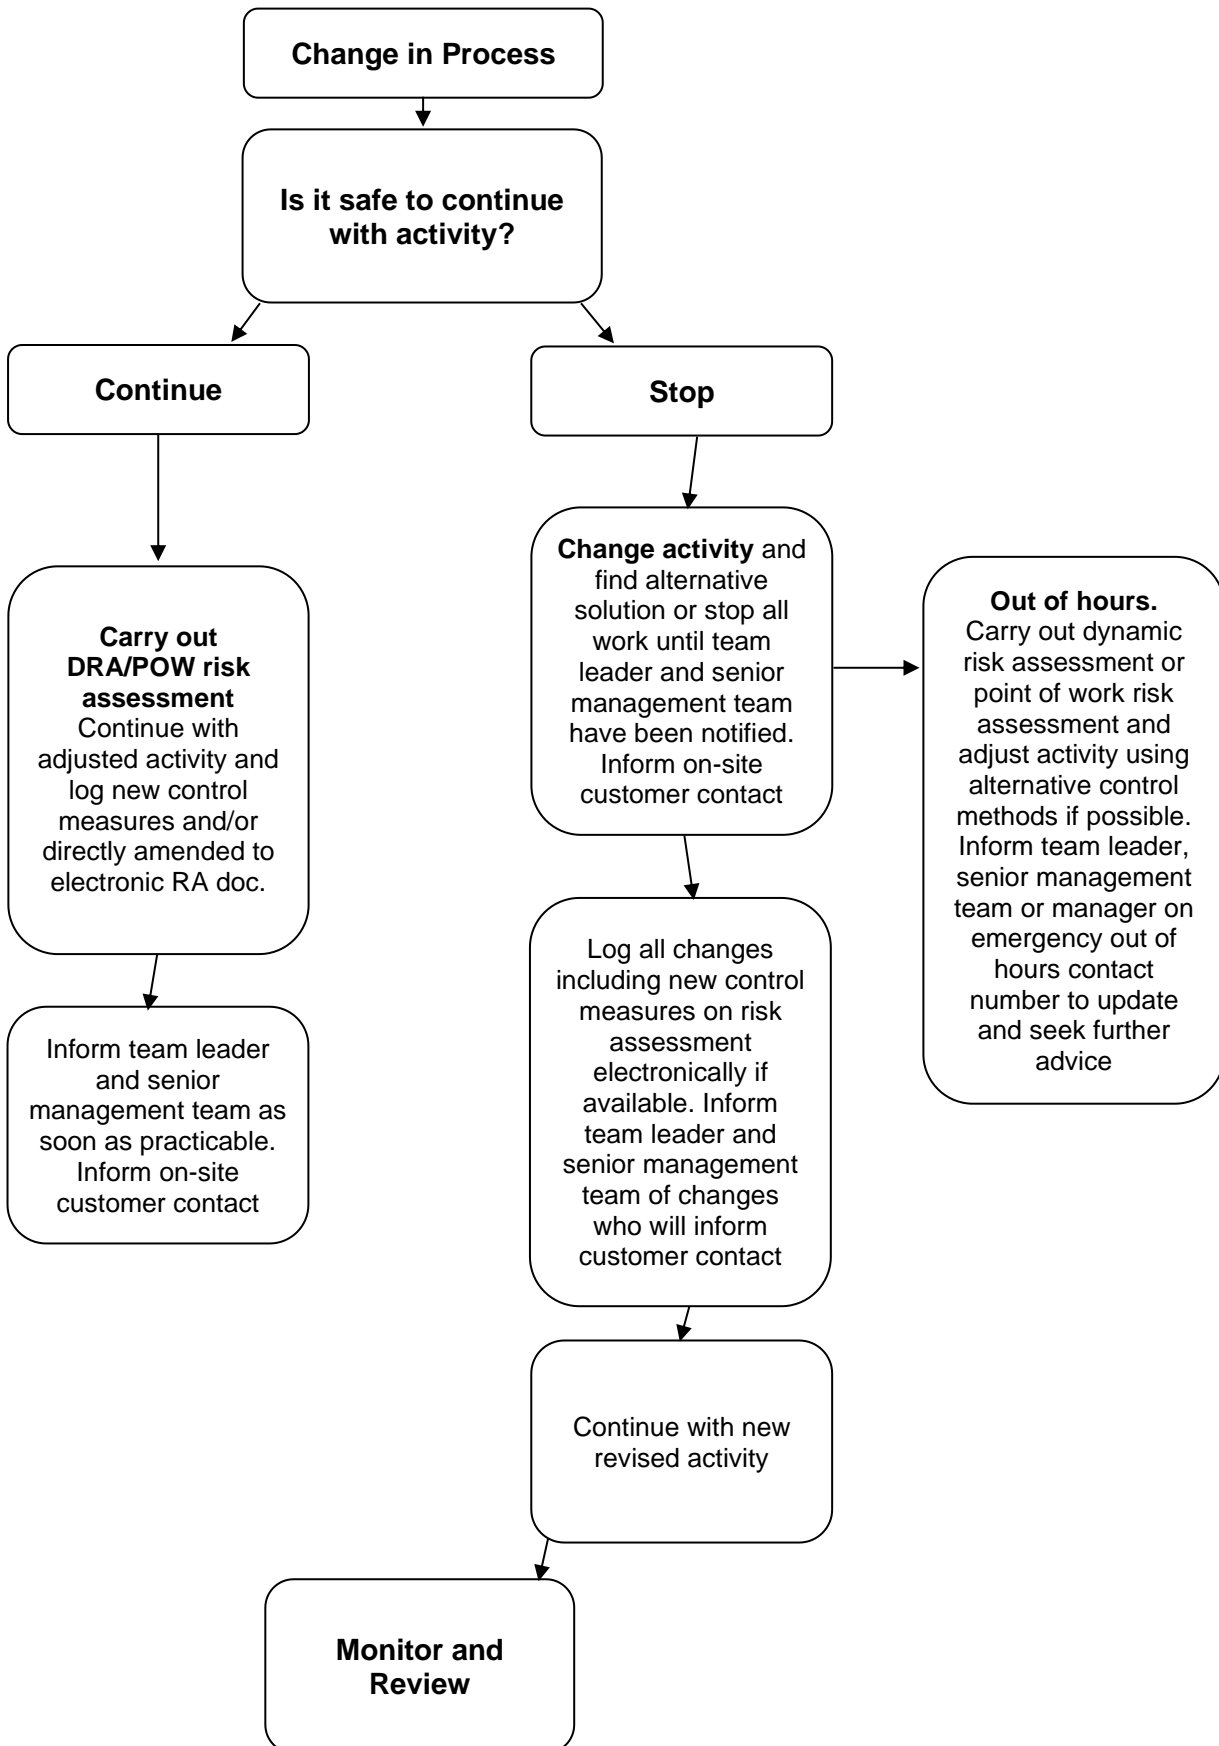 Change in Process
Is it safe to continue
with activity?
Continue
Stop
Carry out
DRA/POW risk
assessment
Continue with
adjusted activity and
log new control
measures and/or
directly amended to
electronic RA doc.
Inform team leader
and senior
management team as
soon as practicable.
Inform on-site
customer contact
Change activity and
find alternative
solution or stop all
work until team
leader and senior
management team
have been notified.
Inform on-site
customer contact
Out of hours.
Carry out dynamic
risk assessment or
point of work risk
assessment and
adjust activity using
alternative control
methods if possible.
Inform team leader,
senior management
team or manager on
emergency out of
hours contact
number to update
and seek further
advice
Log all changes
including new control
measures on risk
assessment
electronically if
available. Inform
team leader and
senior management
team of changes
who will inform
customer contact
Continue with new
revised activity
Monitor and
Review